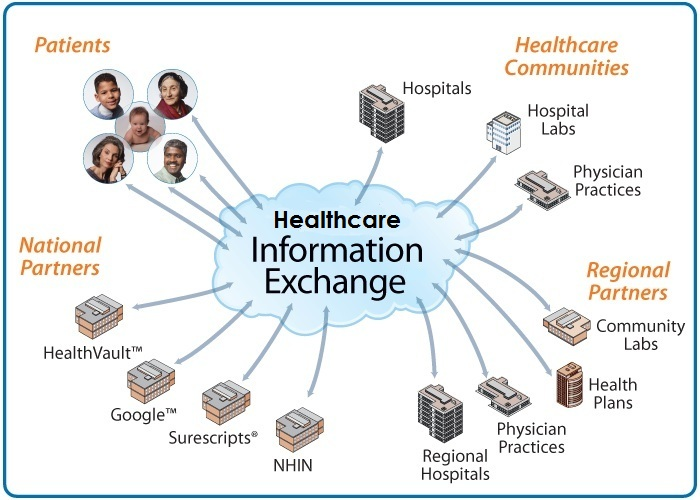 Patients
Healthcare
Communities
Hospitals
Hospital
Labs
Physician
Practices
Healthcare
Information
Exchange
National
Partners
HealthVault™
Google™
Surescripts®
NHIN
Regional
Partners
Community
Labs
Health
Plans
Physician
Practices
Regional
Hospitals